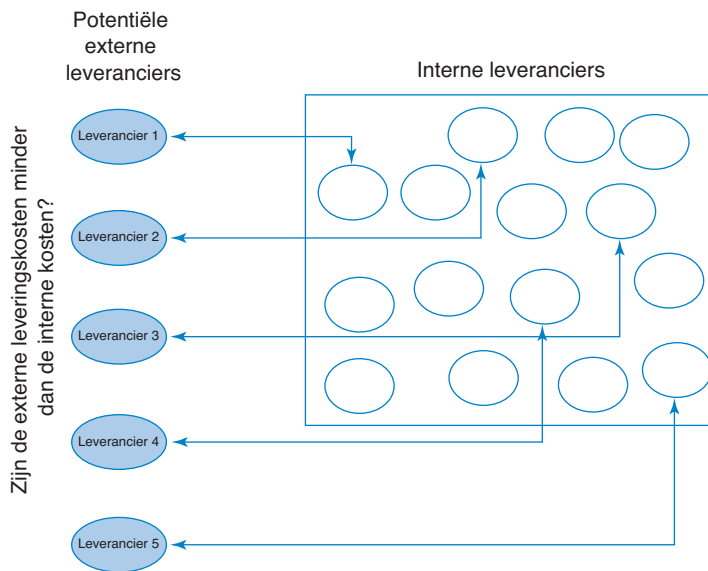 Potentiële
externe
leveranciers
Interne leveranciers
Zijn de externe leveringskosten minder
dan de interne kosten?
Leverancier 1
Leverancier 2
Leverancier 3
Leverancier 4
Leverancier 5